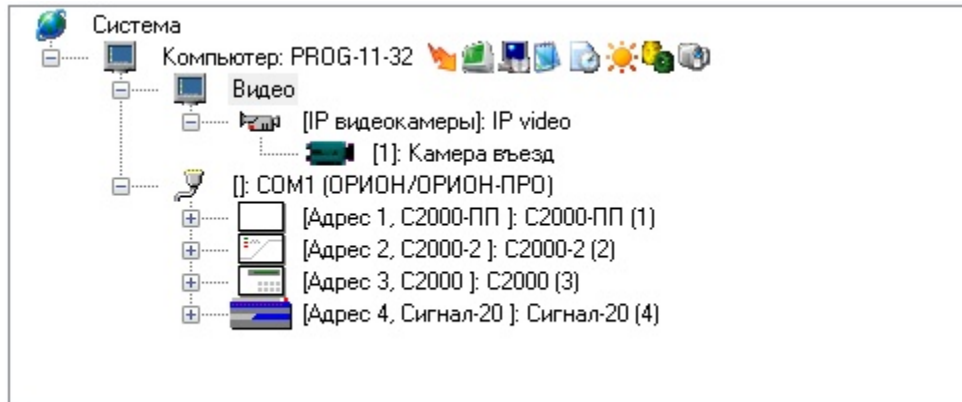 Система
Компьютер: PROG-11-32
Видео
[IP видеокамеры]: IP video
[1]: Камера въезд
[]: COM1 (ОРИОН/ОРИОН-ПРО)
[Адрес 1, С2000-ПП ]: С2000-ПП (1)
[Адрес 2, С2000-2 ]: С2000-2 (2)
[Адрес 3, С2000 ]: С2000 (3)
[Адрес 4, Сигнал-20 ]: Сигнал-20 (4)